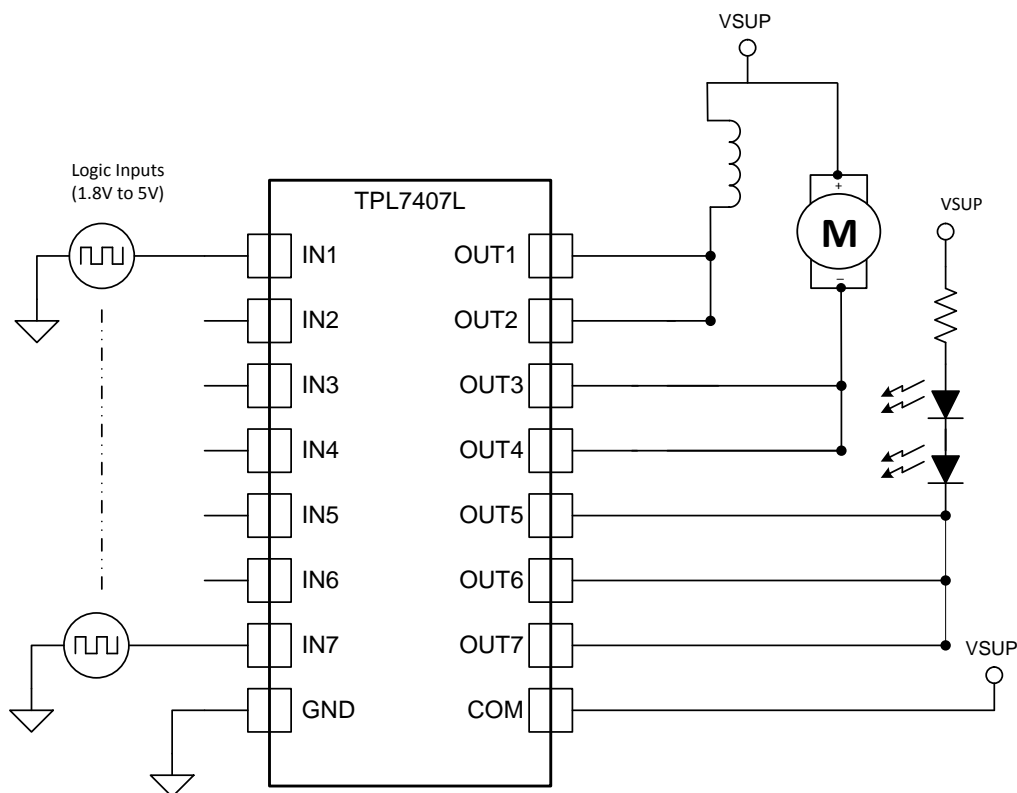 VSUP
Logic Inputs
(1.8V to 5V)
TPL7407L
+
M
–
VSUP
IN1 OUT1
IN2 OUT2
IN3 OUT3
IN4 OUT4
IN5 OUT5
IN6 OUT6
IN7 OUT7
VSUP
GND COM